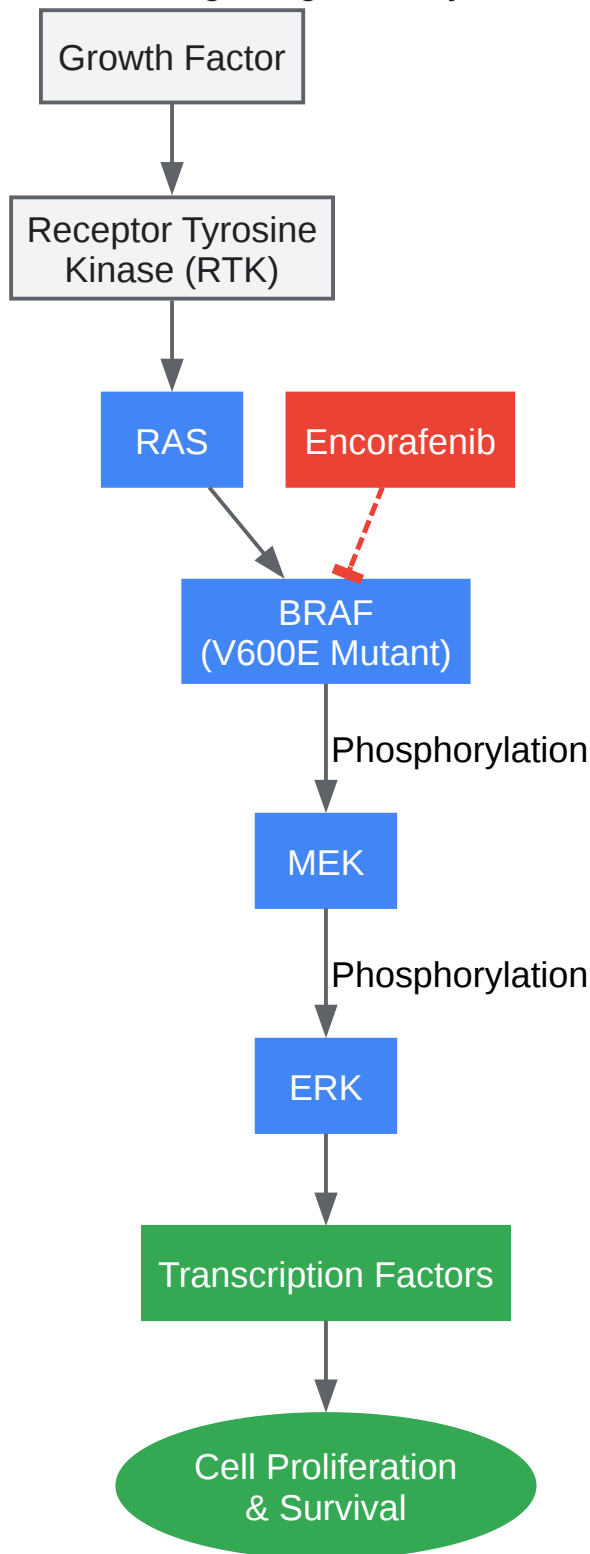 Growth Factor
Receptor Tyrosine
Kinase (RTK)
RAS
Encorafenib
BRAF
(V600E Mutant)
Phosphorylation
MEK
Phosphorylation
ERK
Transcription Factors
Cell Proliferation
& Survival